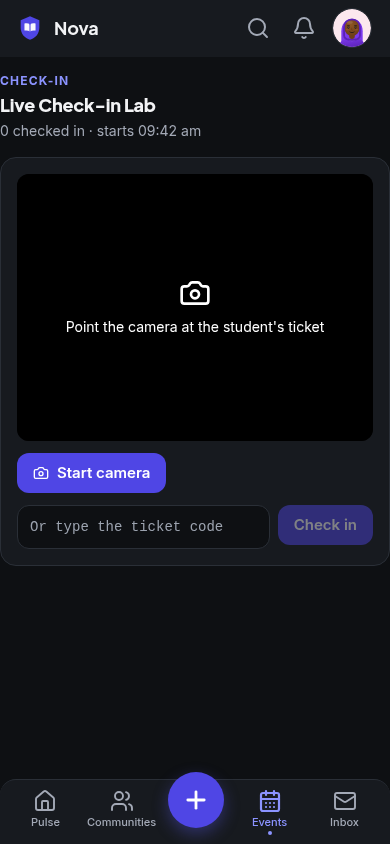 Nova
CHECK-IN
Live Check-in Lab
0 checked in · starts 09:42 am
Point the camera at the student's ticket
Start camera
Or type the ticket code
Check in
Pulse
Communities
Events
Inbox